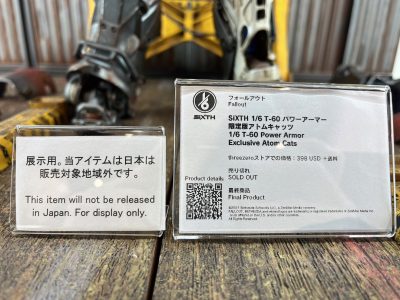 展示用。当アイテムは日本は
販売対象地域外です。
This item will not be released
in Japan. For display only.
SiXTH
フォールアウト
Fallout
SiXTH 1/6 T-60 パワーアーマー
限定版アトムキャッツ
1/6 T-60 Power Armor
Exclusive Atom Cats
threezeroストアでの価格：398 USD +送料
Product details
売り切れ
SOLD OUT
最終商品
Final Product
All Rights Reserved.